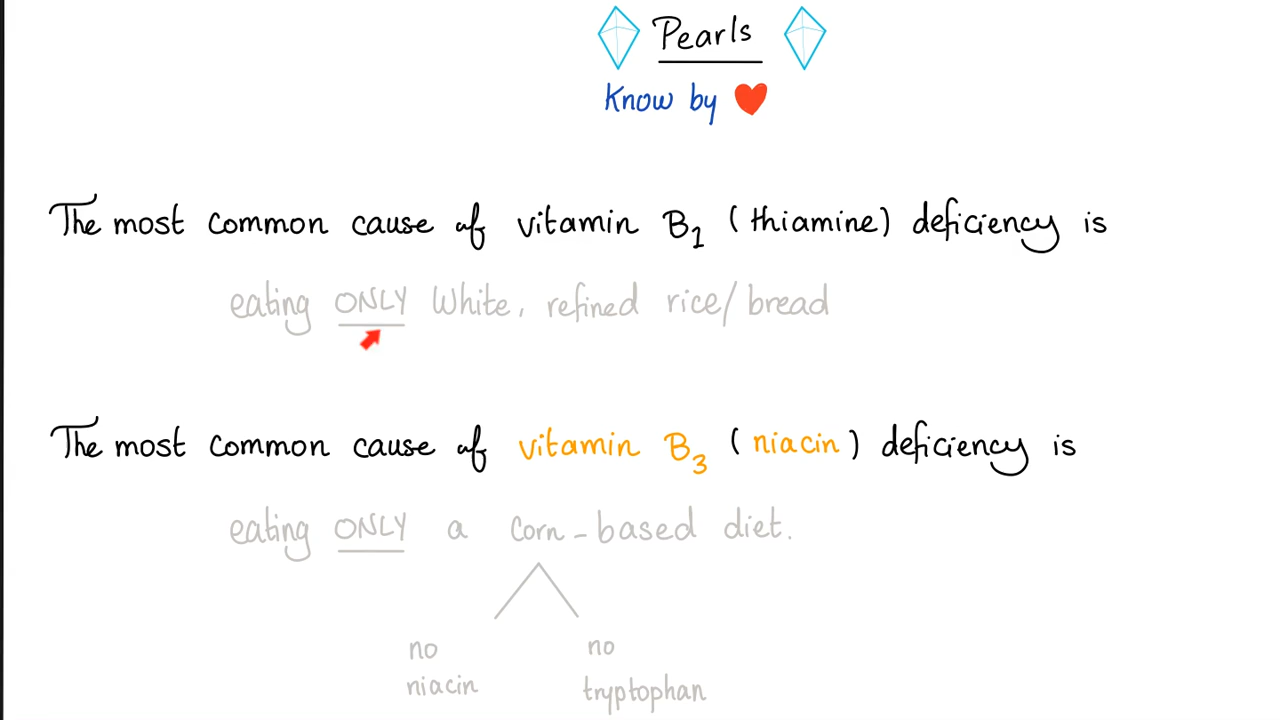 Pearls
Know by
The most common cause of vitamin B1 (thiamine) deficiency is
eating ONLY White, refined rice/bread
The most common cause of vitamin B3 (niacin) deficiency is
eating ONLY a corn-based diet.
no no
niacin tryptophan